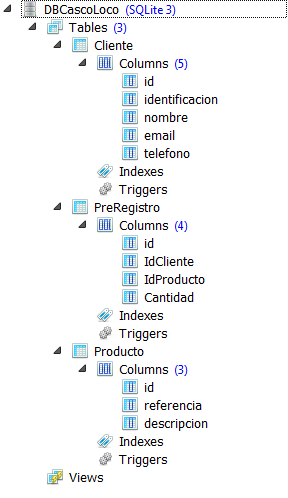 DBCascoLoco (SQLite 3)
Tables (3)
Cliente
Columns (5)
id
identificacion
nombre
email
telefono
Indexes
Triggers
PreRegistro
Columns (4)
id
IdCliente
IdProducto
Cantidad
Indexes
Triggers
Producto
Columns (3)
id
referencia
descripcion
Indexes
Triggers
Views